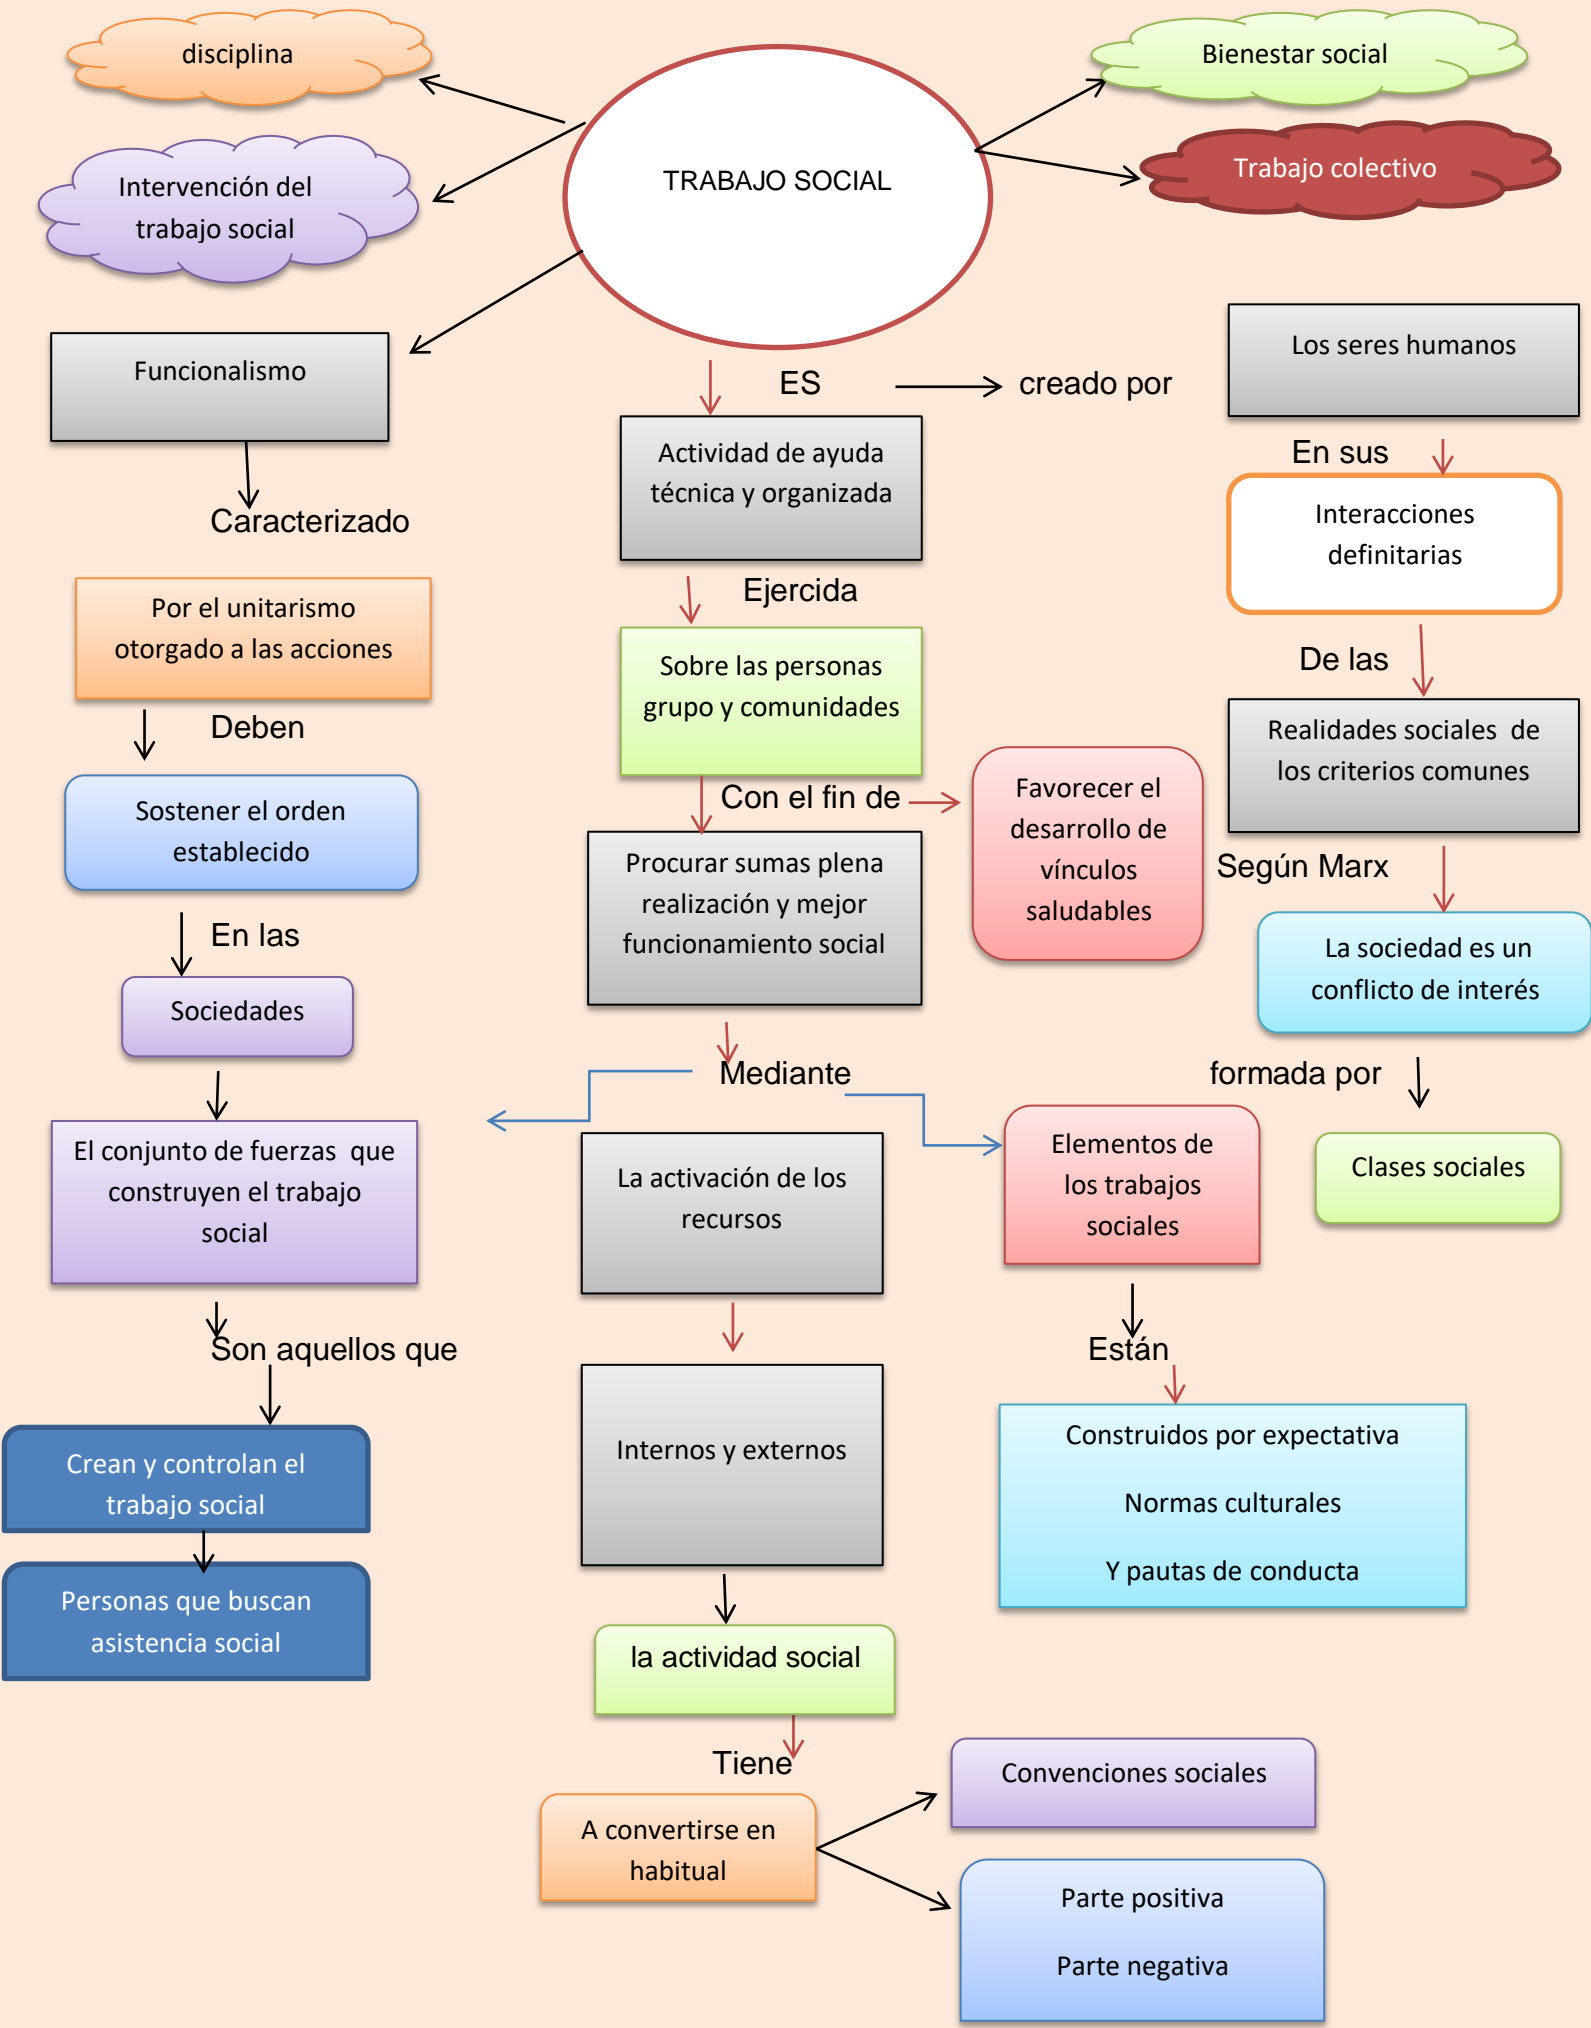 disciplina
Bienestar social
Intervención del
trabajo social
TRABAJO SOCIAL
Trabajo colectivo
Funcionalismo
Caracterizado
Por el unitarismo
otorgado a las acciones
Deben
Sostener el orden
establecido
En las
Sociedades
El conjunto de fuerzas  que
construyen el trabajo
social
Son aquellos que
Crean y controlan el
trabajo social
Personas que buscan
asistencia social
ES
creado por
Actividad de ayuda
técnica y organizada
Ejercida
Sobre las personas
grupo y comunidades
Con el fin de
Favorecer el
desarrollo de
vínculos
saludables
Procurar sumas plena
realización y mejor
funcionamiento social
Mediante
La activación de los
recursos
Internos y externos
la actividad social
Tiene
A convertirse en
habitual
Convenciones sociales
Parte positiva
Parte negativa
Elementos de
los trabajos
sociales
Están
Construidos por expectativa
Normas culturales
Y pautas de conducta
Los seres humanos
En sus
Interacciones
definitarias
De las
Realidades sociales  de
los criterios comunes
Según Marx
La sociedad es un
conflicto de interés
formada por
Clases sociales